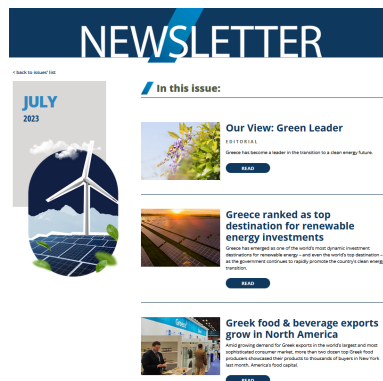 NEWSLETTER
< back to issues' list
JULY
2023
In this issue:
Our View: Green Leader
EDITORIAL
Greece has become a leader in the transition to a clean energy future.
READ
Greece ranked as top
destination for renewable
energy investments
Greece has emerged as one of the world's most dynamic investment
destinations for renewable energy – and even the world's top destination –
as the government continues to rapidly promote the country's clean energy
transition.
READ
Greek food & beverage exports
grow in North America
Amid growing demand for Greek exports in the world's largest and most
sophisticated consumer market, more than two dozen top Greek food
producers showcased their products to thousands of buyers in New York
last month, America's food capital.
READ